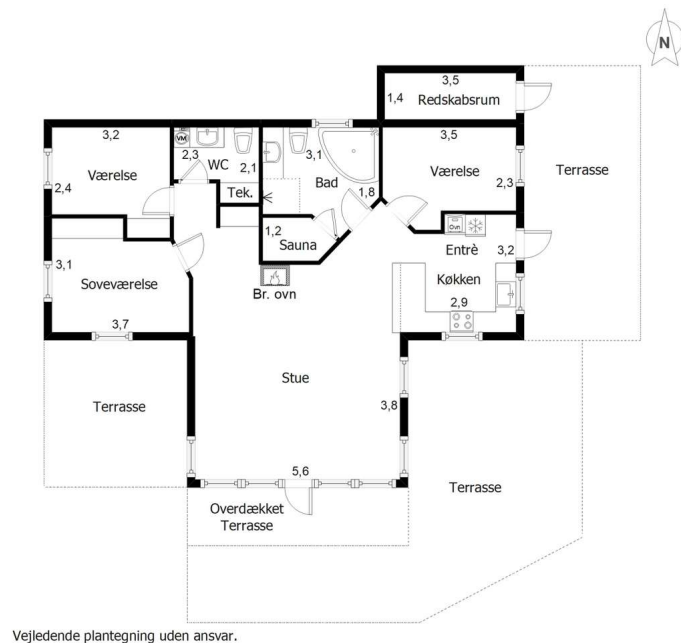 N
3,5
1,4
Redskabsrum
3,2
VM
2,3
WC
2,1
3,1
3,5
Værelse
2,4
Tek.
Bad
1,8
Værelse
2,3
Terrasse
1,2
Sauna
Ovn
Entrè
3,2
3,1
Soveværelse
Br. ovn
Køkken
2,9
3,7
Stue
Terrasse
3,8
5,6
Overdækket
Terrasse
Terrasse
Vejledende plantegning uden ansvar.